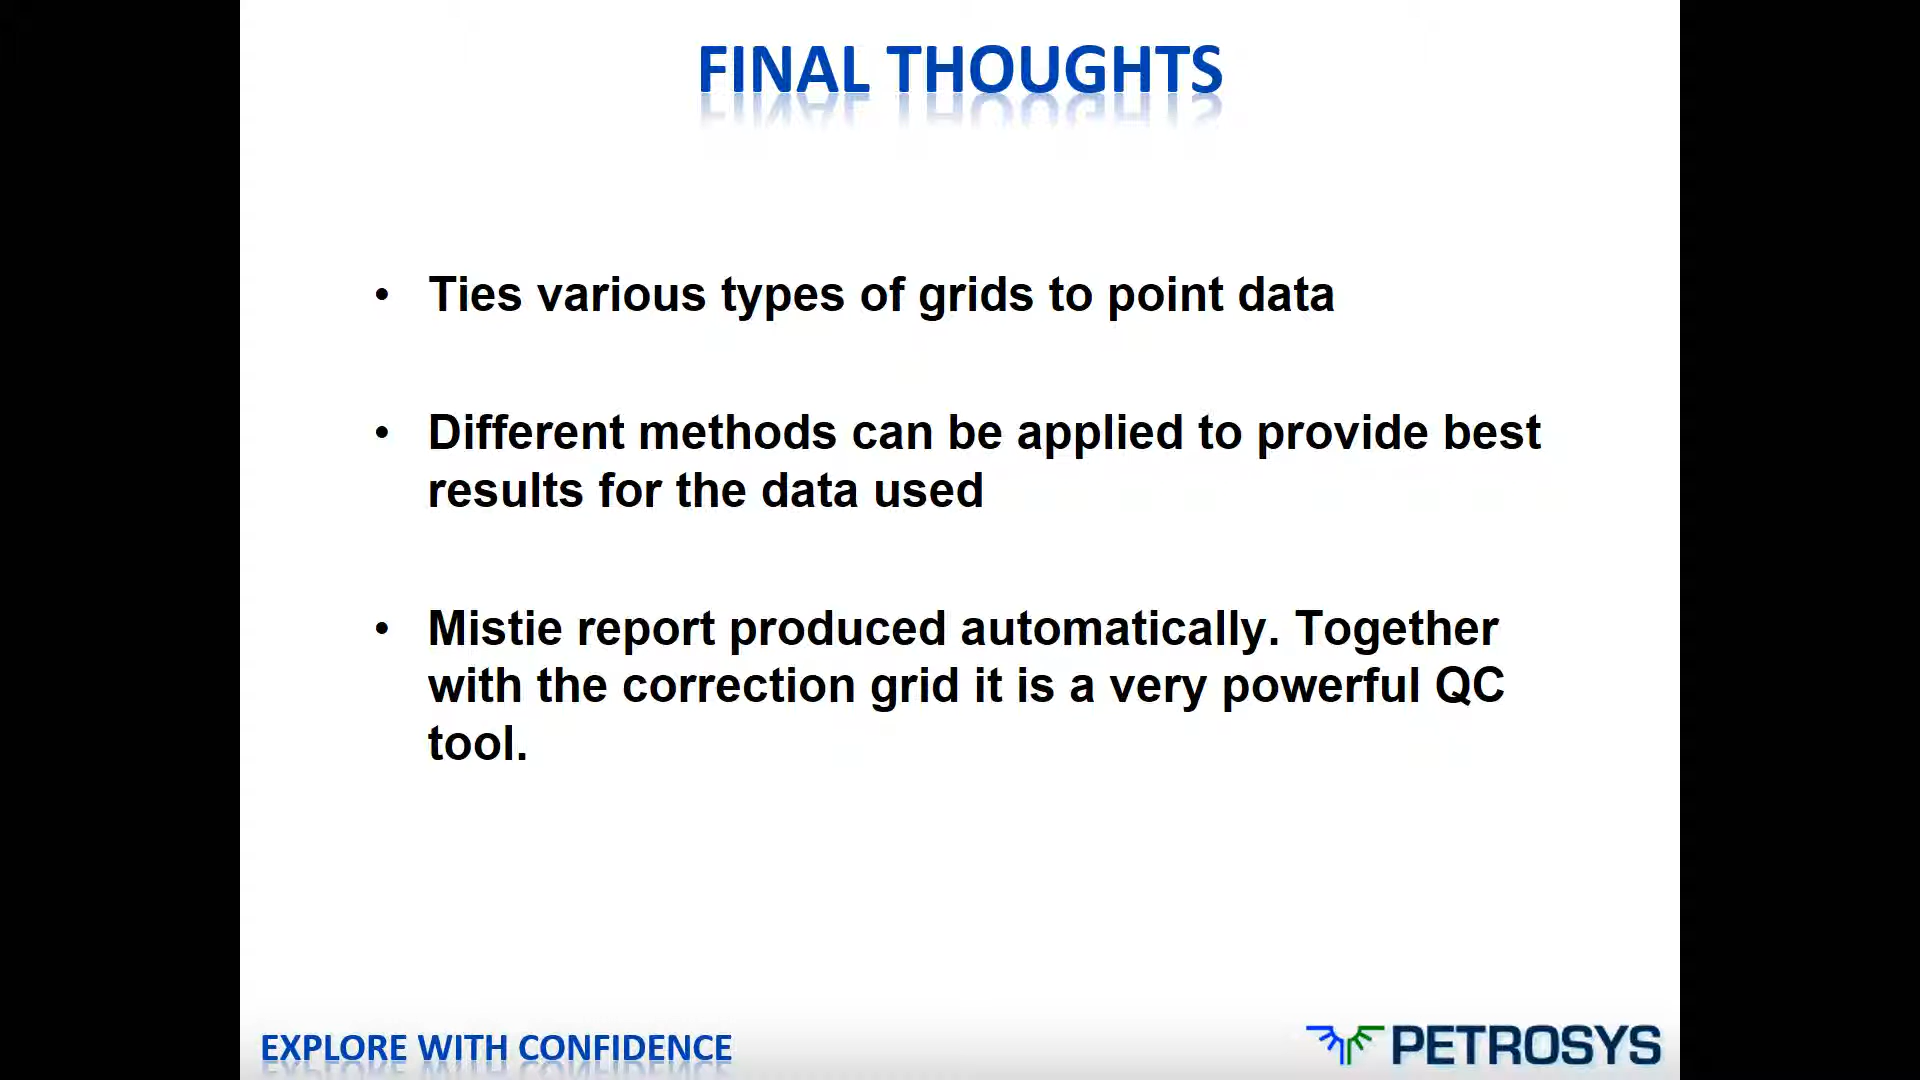 FINAL THOUGHTS
• Ties various types of grids to point data
• Different methods can be applied to provide best
results for the data used
• Mistie report produced automatically. Together
with the correction grid it is a very powerful QC
tool.
EXPLORE WITH CONFIDENCE
PETROSYS